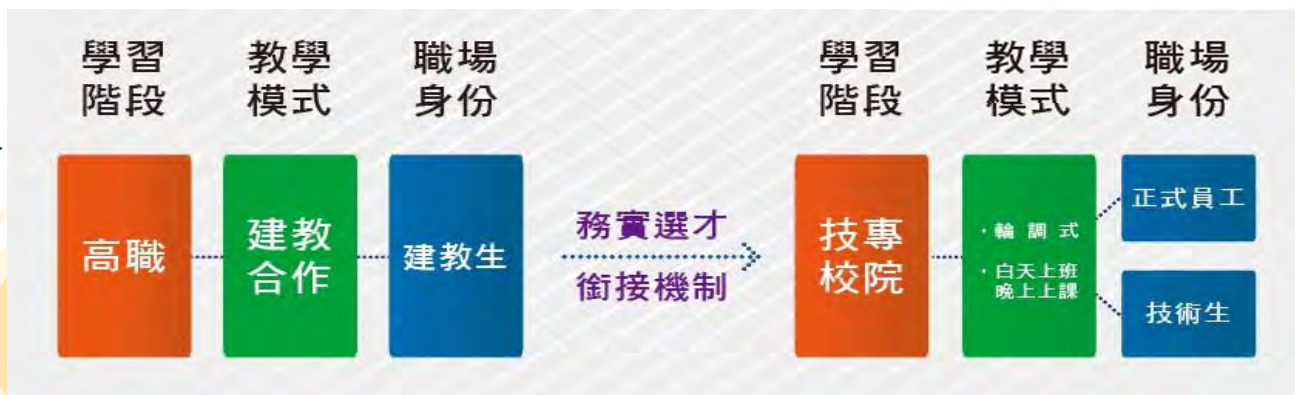 學習階段
教學模式
職場身份
高職
建教合作
建教生
務實選才
銜接機制
學習階段
教學模式
職場身份
技專校院
·輪調式
·白天上班
晚上上課
正式員工
技術生